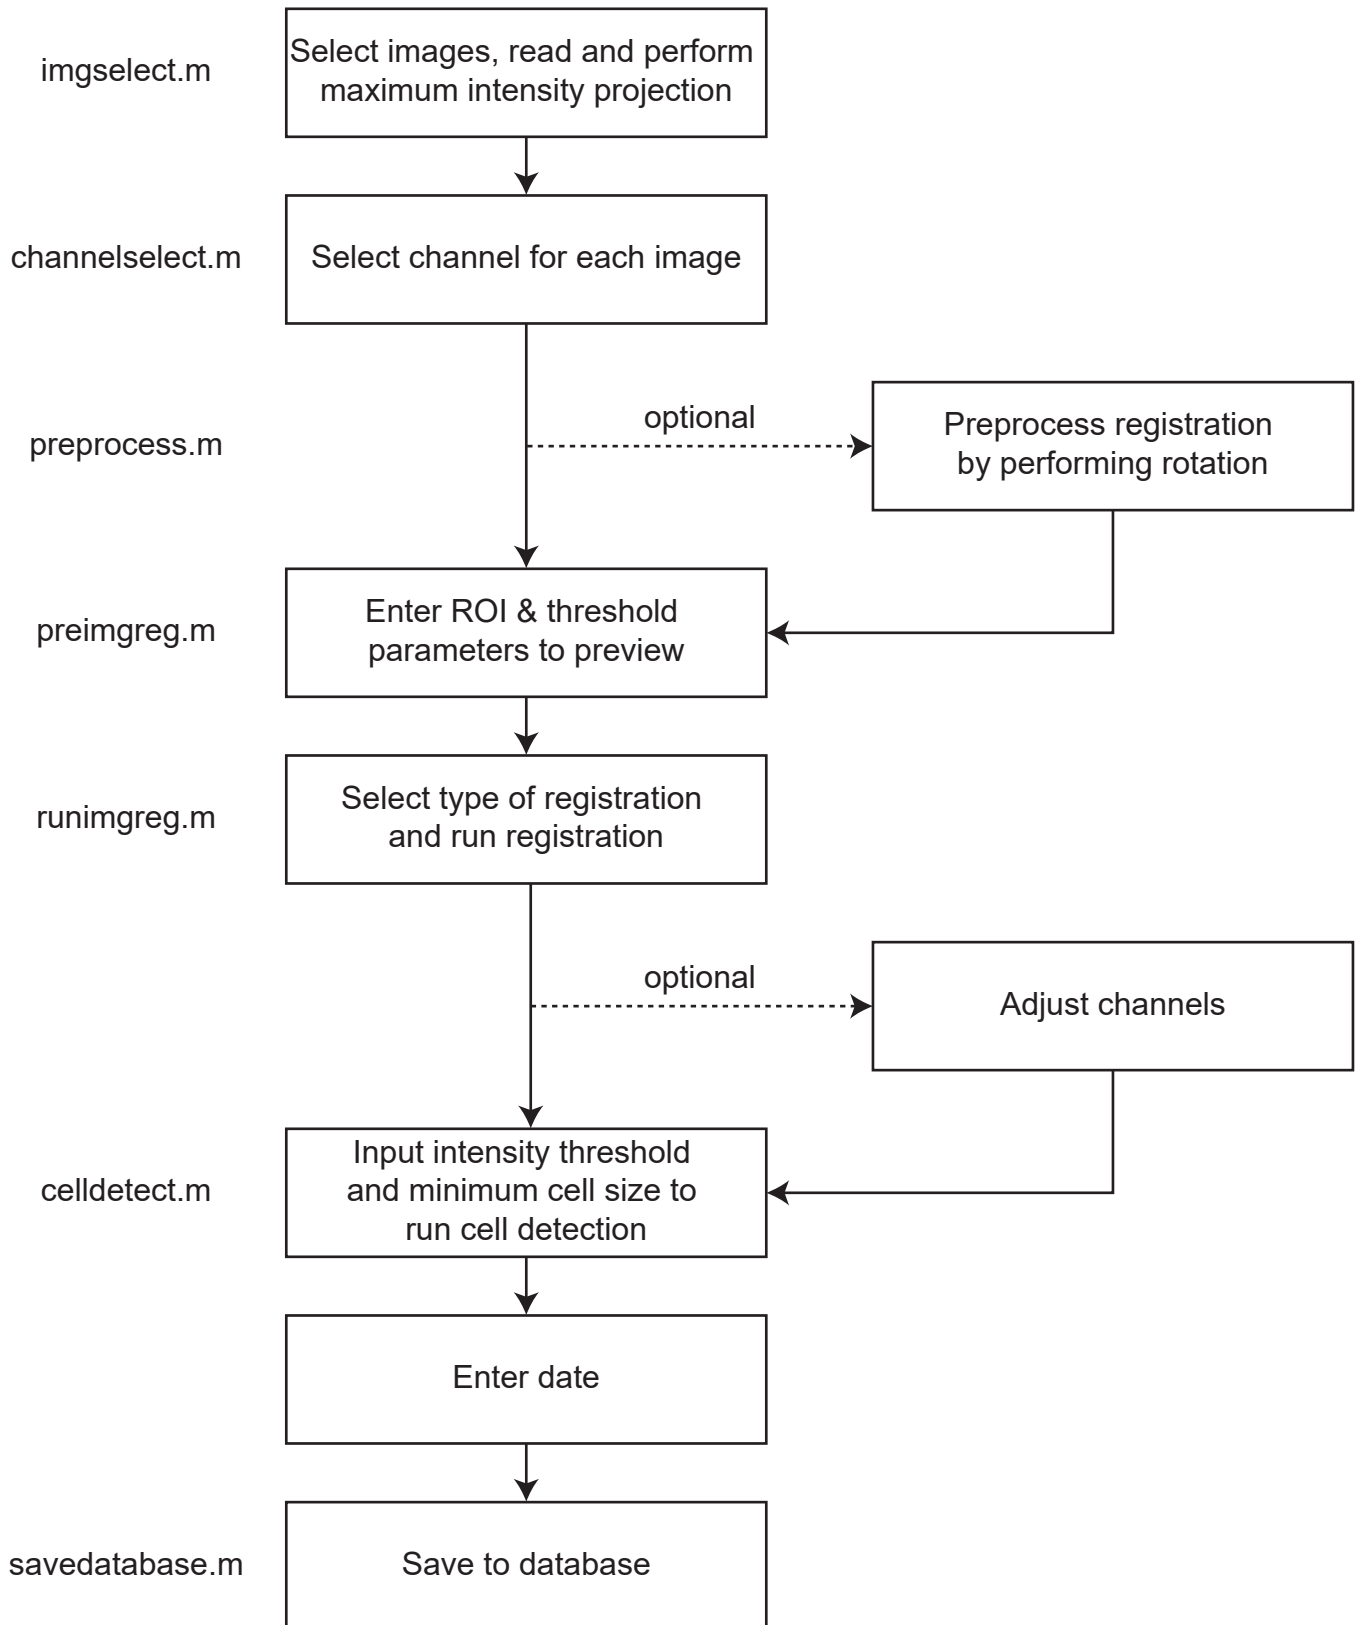 imgselect.m
Select images, read and perform
maximum intensity projection
channelselect.m
Select channel for each image
preprocess.m
optional
Preprocess registration
by performing rotation
preimgreg.m
Enter ROI & threshold
parameters to preview
runimgreg.m
Select type of registration
and run registration
optional
Adjust channels
celldetect.m
Input intensity threshold
and minimum cell size to
run cell detection
Enter date
savedatabase.m
Save to database